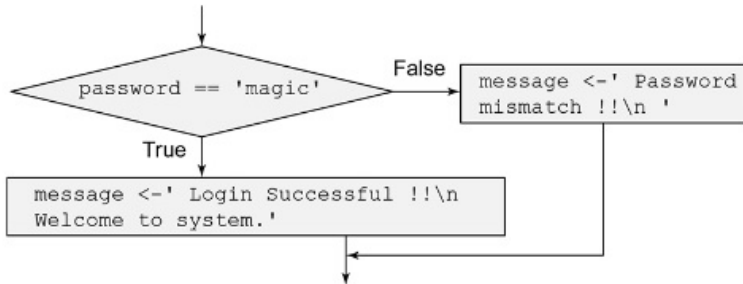 password == 'magic'
False
message <-' Password
mismatch !!\n '
True
message <-' Login Successful !!\n
Welcome to system.'